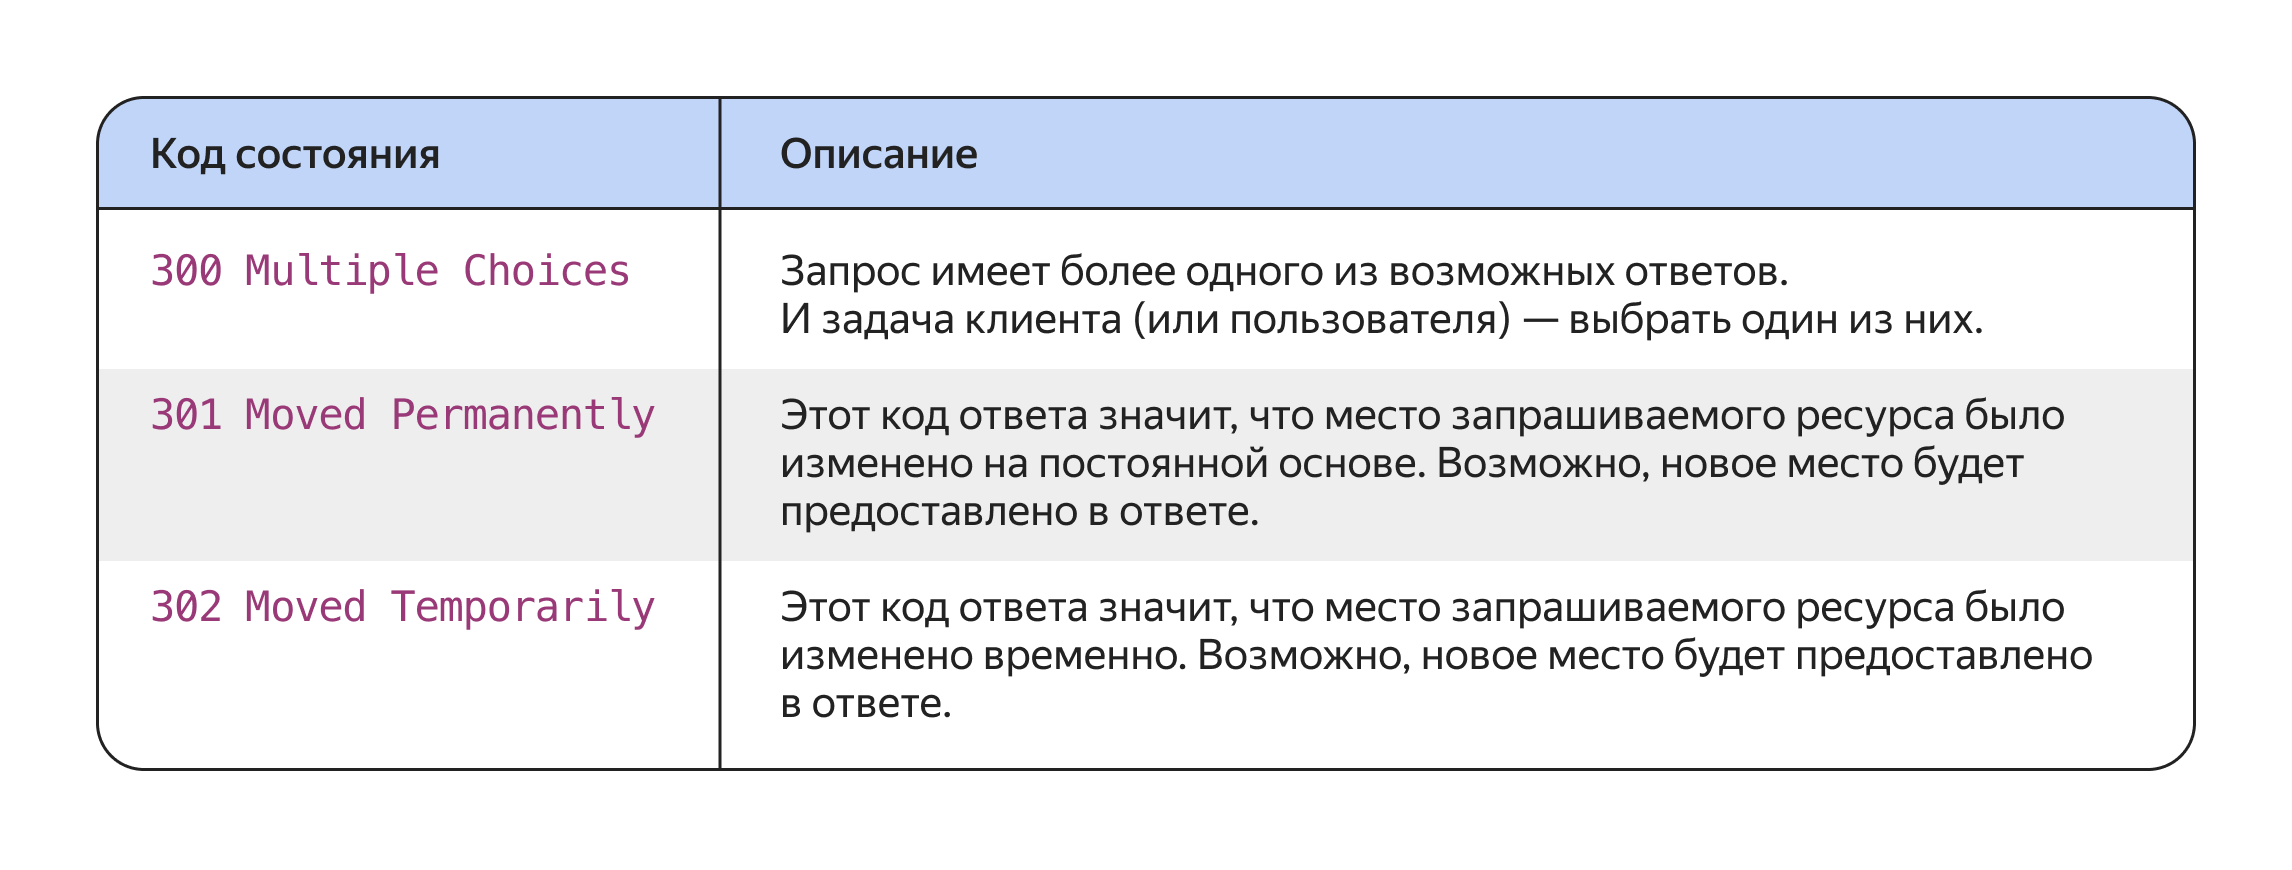 Код состояния
Описание
300 Multiple Choices
Запрос имеет более одного из возможных ответов.
И задача клиента (или пользователя) — выбрать один из них.
301 Moved Permanently
Этот код ответа значит, что место запрашиваемого ресурса было
изменено на постоянной основе. Возможно, новое место будет
предоставлено в ответе.
302 Moved Temporarily
Этот код ответа значит, что место запрашиваемого ресурса было
изменено временно. Возможно, новое место будет предоставлено
в ответе.